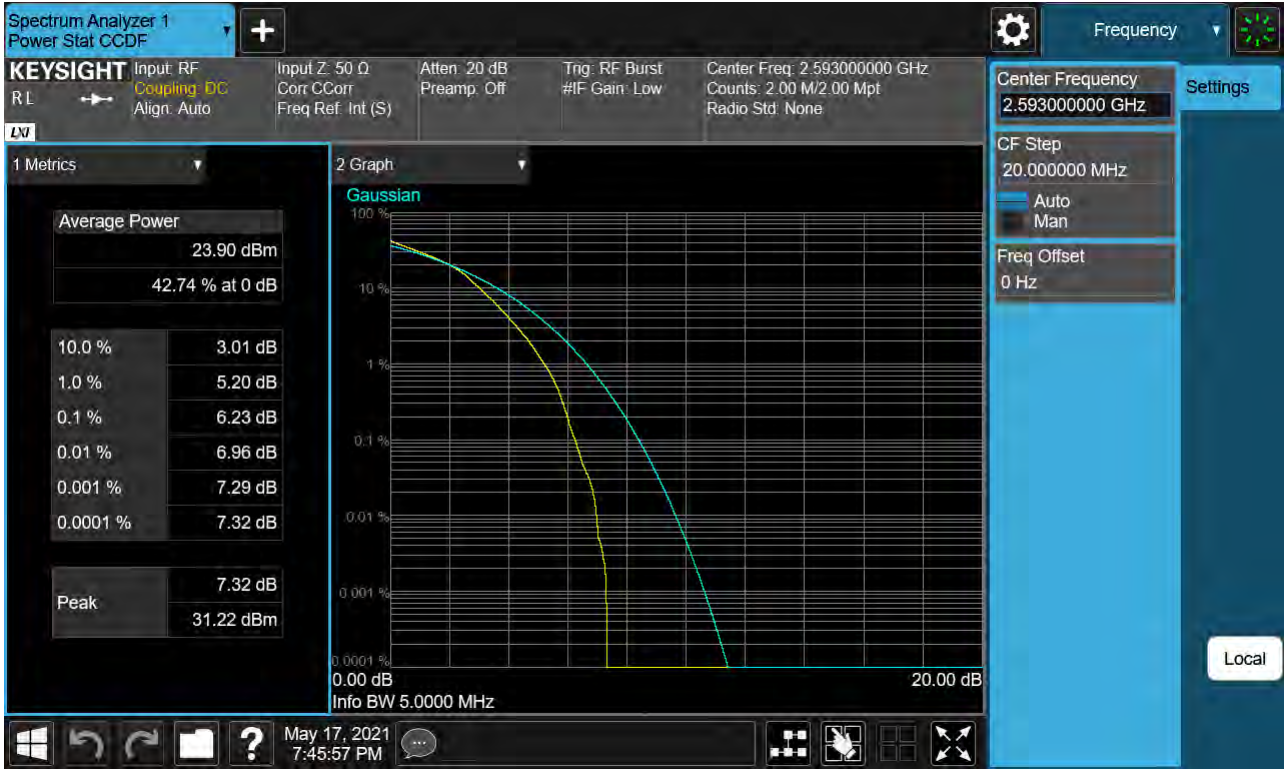 Spectrum Analyzer 1
Power Stat CCDF
Frequency
KEYSIGHT
R L
LXI
Input: RF
Coupling: DC
Align: Auto
Input Z: 50 Ω
Corr CCorr
Freq Ref: Int (S)
Atten: 20 dB
Preamp: Off
Trig: RF Burst
#IF Gain: Low
Center Freq: 2.593000000 GHz
Counts: 2.00 M/2.00 Mpt
Radio Std: None
1 Metrics
Average Power
23.90 dBm
42.74 % at 0 dB
10.0 % 3.01 dB
1.0 % 5.20 dB
0.1 % 6.23 dB
0.01 % 6.96 dB
0.001 % 7.29 dB
0.0001 % 7.32 dB
Peak
7.32 dB
31.22 dBm
2 Graph
Gaussian
100 %
10 %
1 %
0.1 %
0.01 %
0.001 %
0.0001 %
0.00 dB 20.00 dB
Info BW 5.0000 MHz
Center Frequency
2.593000000 GHz
CF Step
20.000000 MHz
Auto
Man
Freq Offset
0 Hz
Settings
Local
?
May 17, 2021
7:45:57 PM